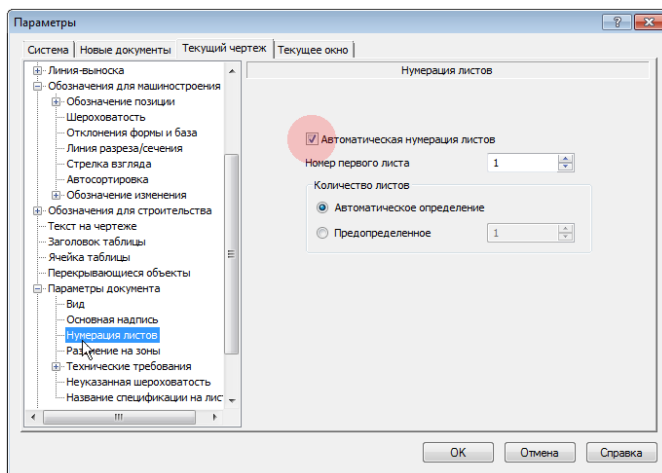 Параметры
Система Новые документы Текущий чертеж Текущее окно
Линия-выноска
Обозначения для машиностроения
Обозначение позиции
Шероховатость
Отклонения формы и база
Линия разреза/сечения
Стрелка взгляда
Автосортировка
Обозначение изменения
Обозначения для строительства
Текст на чертеже
Заголовок таблицы
Ячейка таблицы
Перекрывающиеся объекты
Параметры документа
Вид
Основная надпись
Нумерация листов
Разбиение на зоны
Технические требования
Неуказанная шероховатость
Название спецификации на лис
Нумерация листов
Автоматическая нумерация листов
Номер первого листа 1
Количество листов
Автоматическое определение
Предопределенное 1
OK Отмена Справка